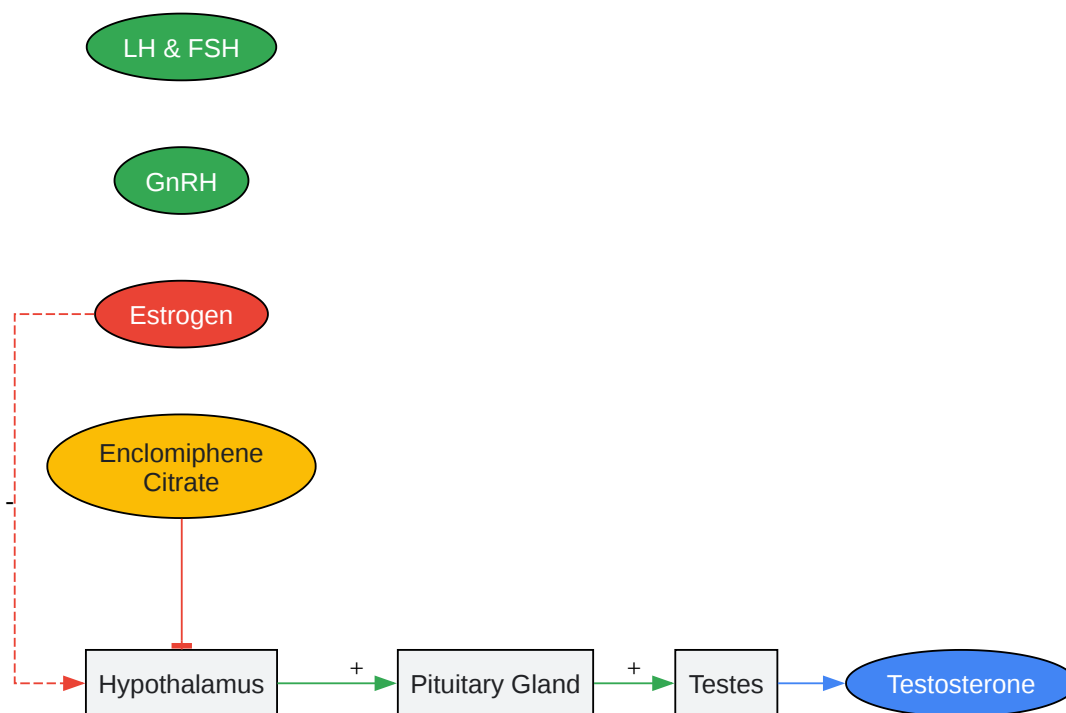 LH & FSH
GnRH
Estrogen
Enclomiphene
Citrate
-
+
+
Hypothalamus
Pituitary Gland
Testes
Testosterone